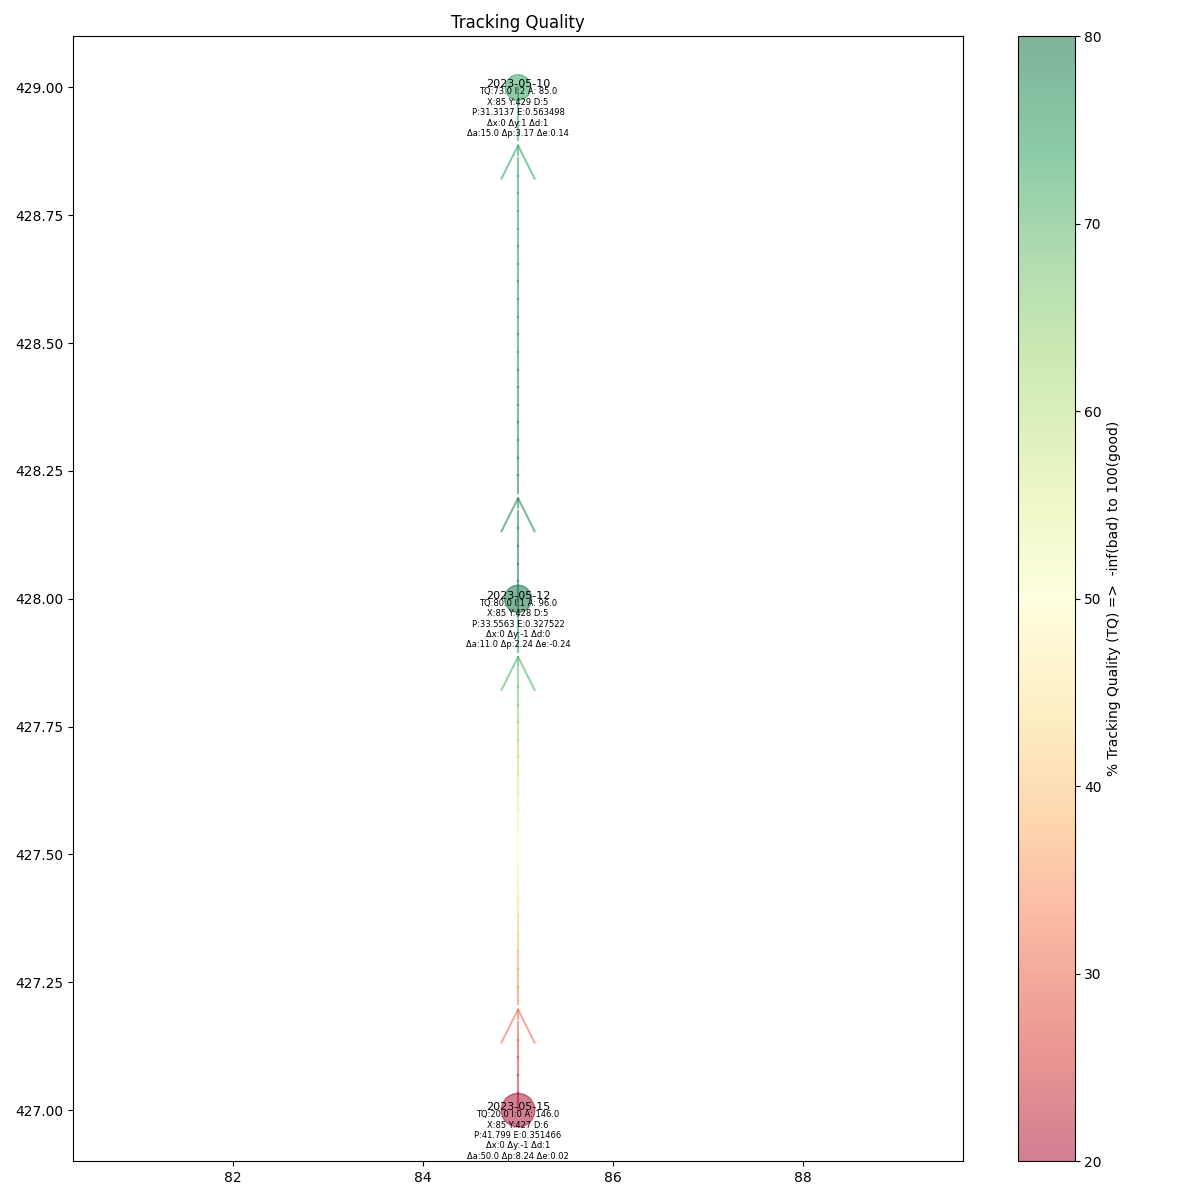 Tracking Quality
429.00
428.75
428.50
428.25
428.00
427.75
427.50
427.25
427.00
82
84
86
88
2023-05-10
TQ:73.0 I:2 A: 85.0
X:85 Y:429 D:5
P:31.3137 E:0.563498
Δx:0 Δy:1 Δd:1
Δa:15.0 Δp:3.17 Δe:0.14
2023-05-12
TQ:80.0 I:1 A: 96.0
X:85 Y:428 D:5
P:33.5563 E:0.327522
Δx:0 Δy:-1 Δd:0
Δa:11.0 Δp:2.24 Δe:-0.24
2023-05-15
TQ:20.0 I:0 A: 146.0
X:85 Y:427 D:6
P:41.799 E:0.351466
Δx:0 Δy:-1 Δd:1
Δa:50.0 Δp:8.24 Δe:0.02
80
70
60
50
40
30
20
% Tracking Quality (TQ) =>  -inf(bad) to 100(good)